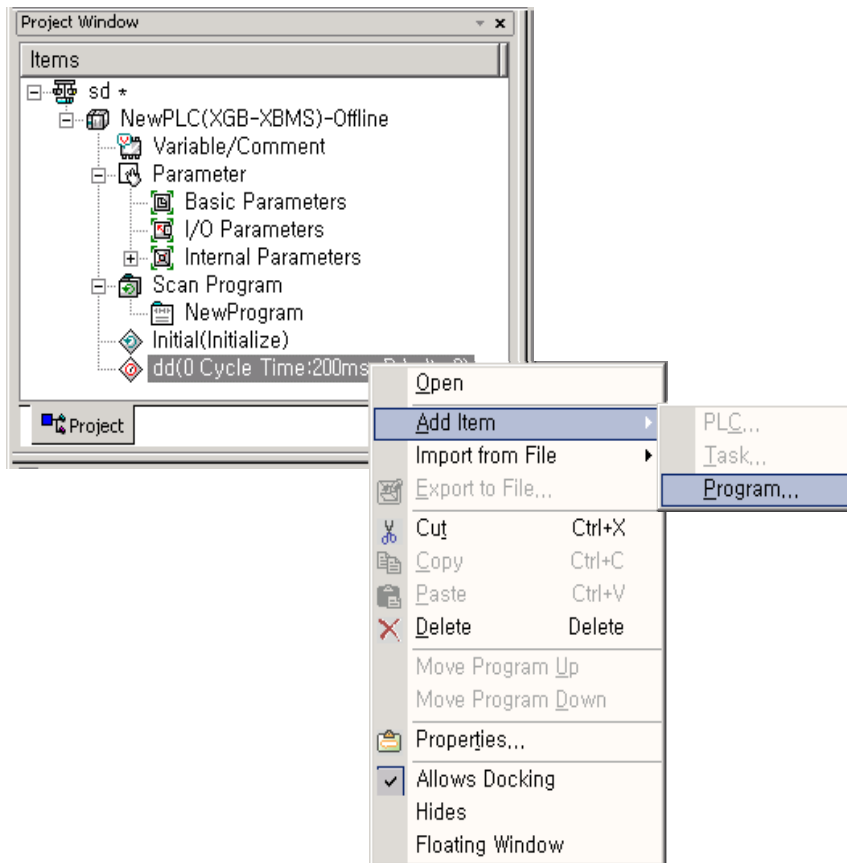 Project Window
Items
sd *
NewPLC(XGB-XBMS)-Offline
Variable/Comment
Parameter
Basic Parameters
I/O Parameters
Internal Parameters
Scan Program
NewProgram
Initial(Initialize)
dd(0 Cycle Time:200ms
Project
Open
Add Item
Import from File
Export to File...
Cut Ctrl+X
Copy Ctrl+C
Paste Ctrl+V
Delete Delete
Move Program Up
Move Program Down
Properties...
Allows Docking
Hides
Floating Window
PLC...
Task...
Program...